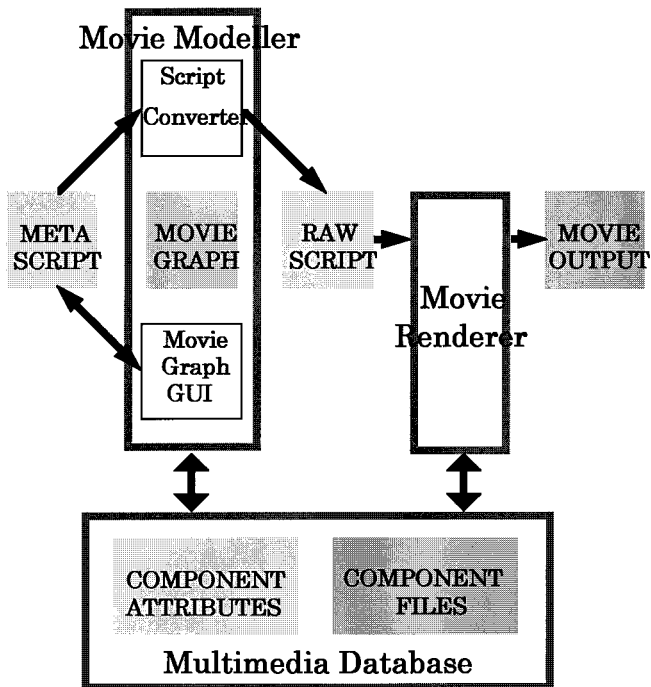 Movie Modeller
Script
Converter
META
SCRIPT
MOVIE
GRAPH
RAW
SCRIPT
MOVIE
OUTPUT
Movie
Renderer
Movie
Graph
GUI
COMPONENT
ATTRIBUTES
COMPONENT
FILES
Multimedia Database